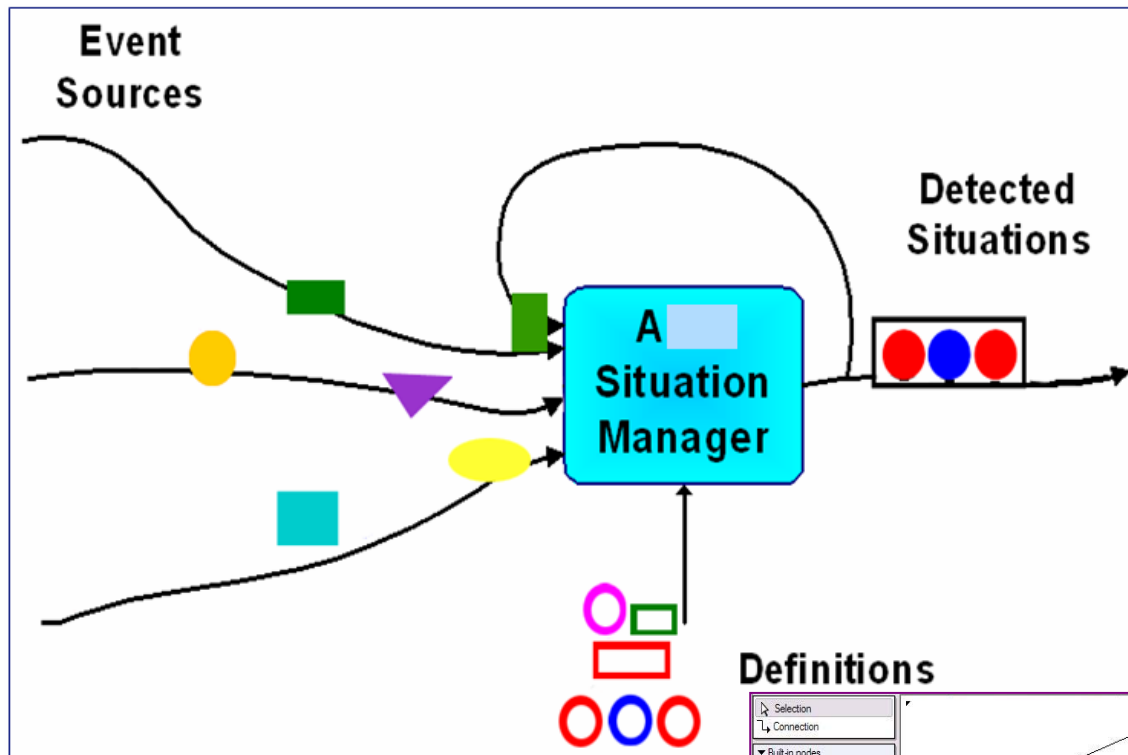 Event
Sources
Detected
Situations
A
Situation
Manager
Definitions
Selection
Connection
Built-in nodes